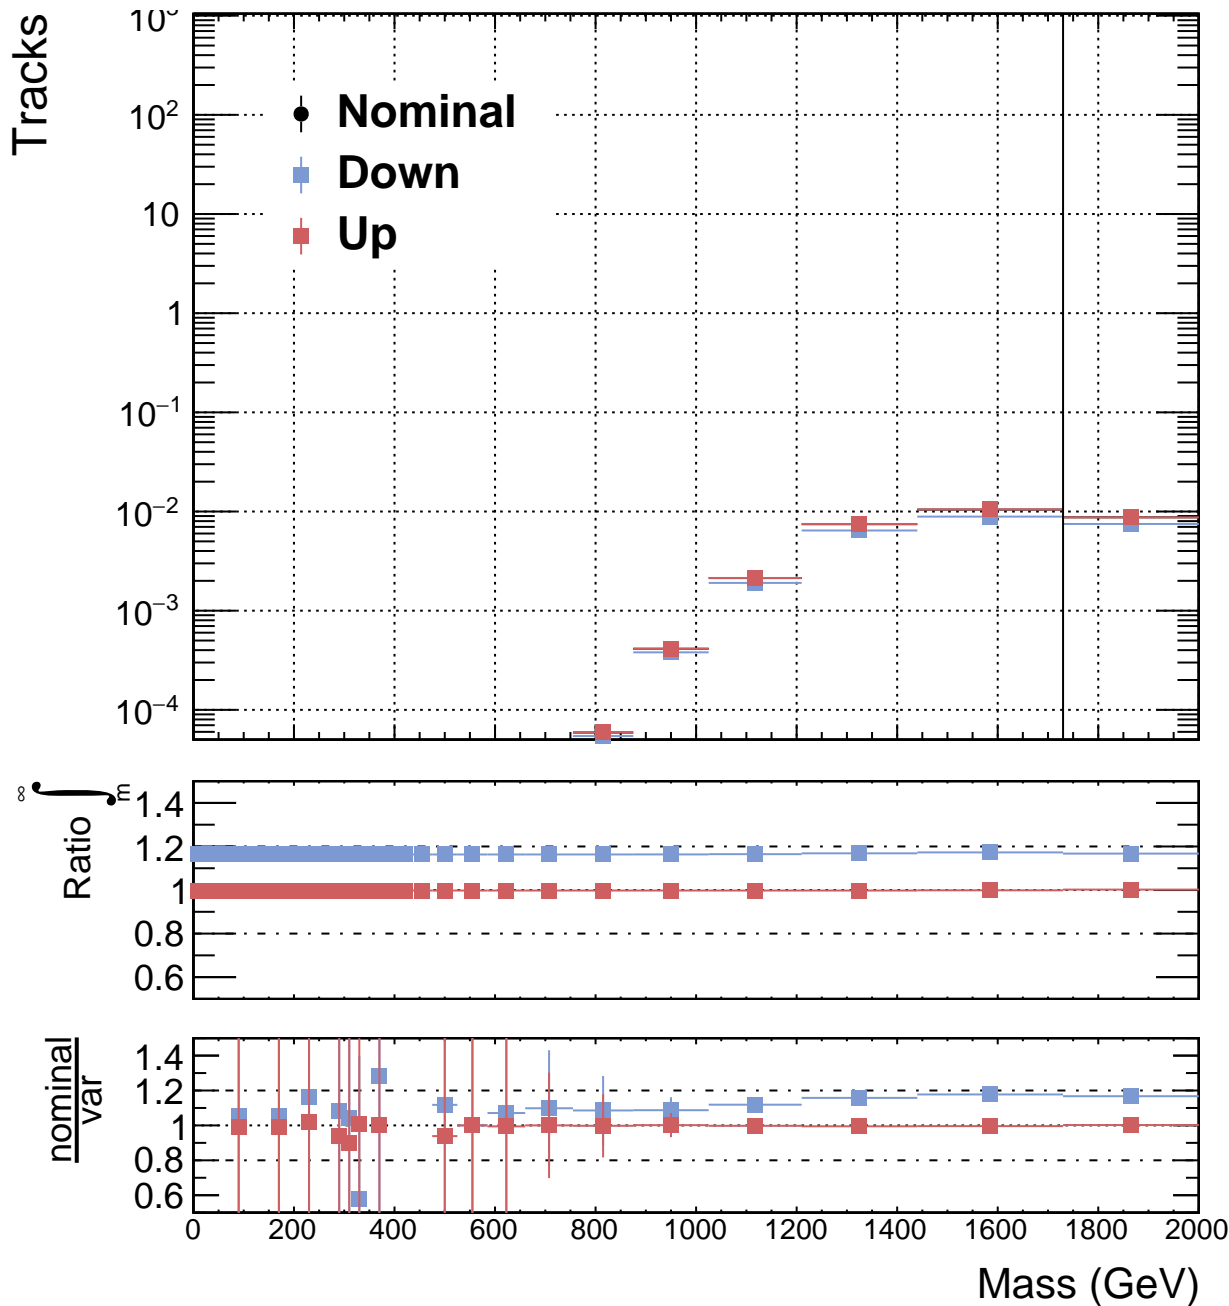 Tracks
10³
10²
10
1
10⁻¹
10⁻²
10⁻³
10⁻⁴
Nominal
Down
Up
Ratio ∫ₘ^∞
1.4
1.2
1
0.8
0.6
nominal
var
1.4
1.2
1
0.8
0.6
0 200 400 600 800 1000 1200 1400 1600 1800 2000
Mass (GeV)